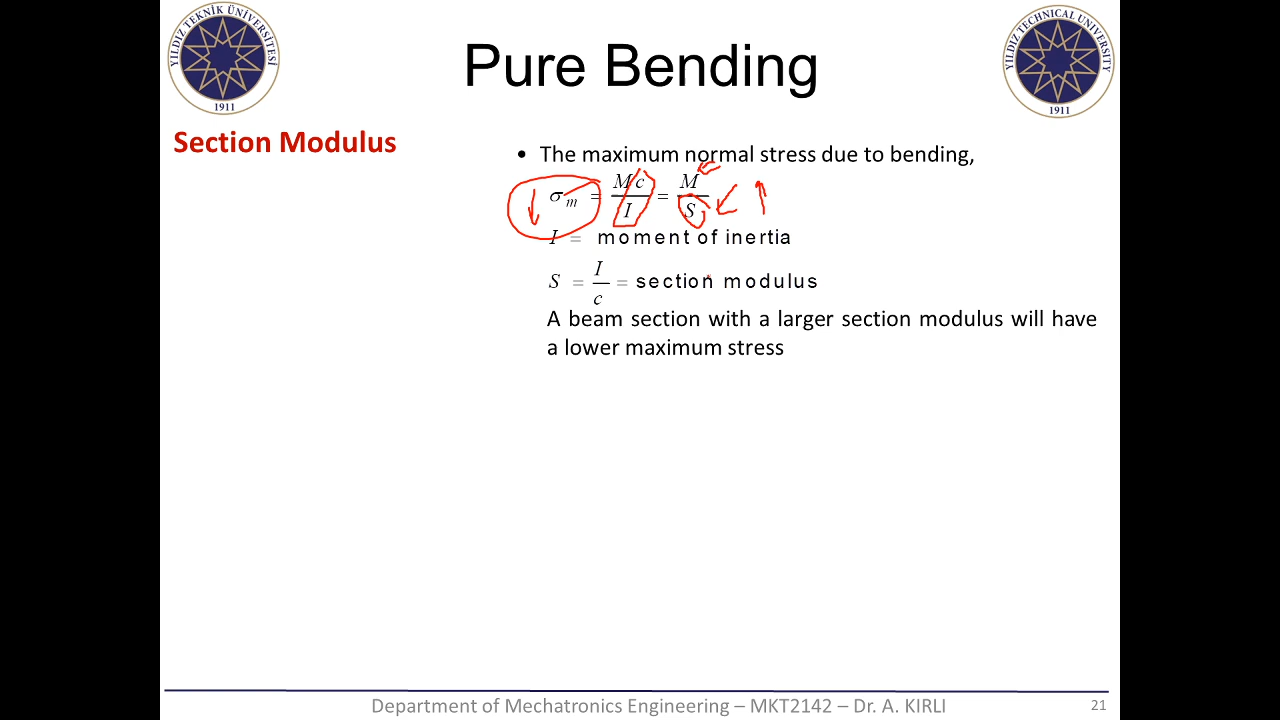 YILDIZ TEKNİK ÜNİVERSİTESİ
1911
Pure Bending
YILDIZ TECHNICAL UNIVERSITY
1911
Section Modulus
• The maximum normal stress due to bending,
σm = Mc/I = M/S
I = moment of inertia
S = I/c = section modulus
A beam section with a larger section modulus will have
a lower maximum stress
Department of Mechatronics Engineering – MKT2142 – Dr. A. KIRLI
21